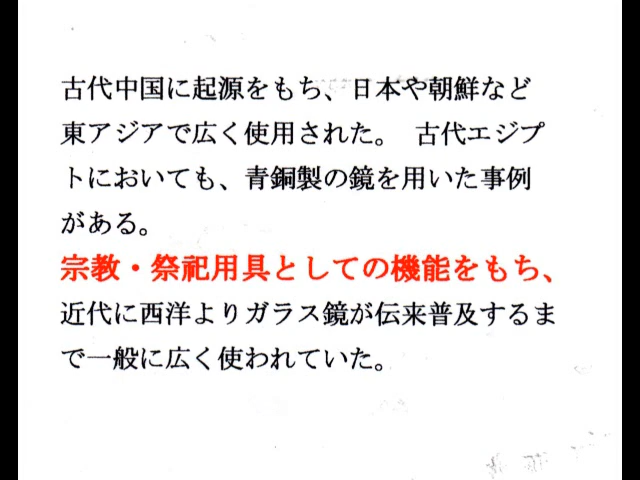 古代中国に起源をもち、日本や朝鮮など
東アジアで広く使用された。 古代エジプ
トにおいても、青銅製の鏡を用いた事例
がある。
宗教・祭祀用具としての機能をもち、
近代に西洋よりガラス鏡が伝来普及するま
で一般に広く使われていた。